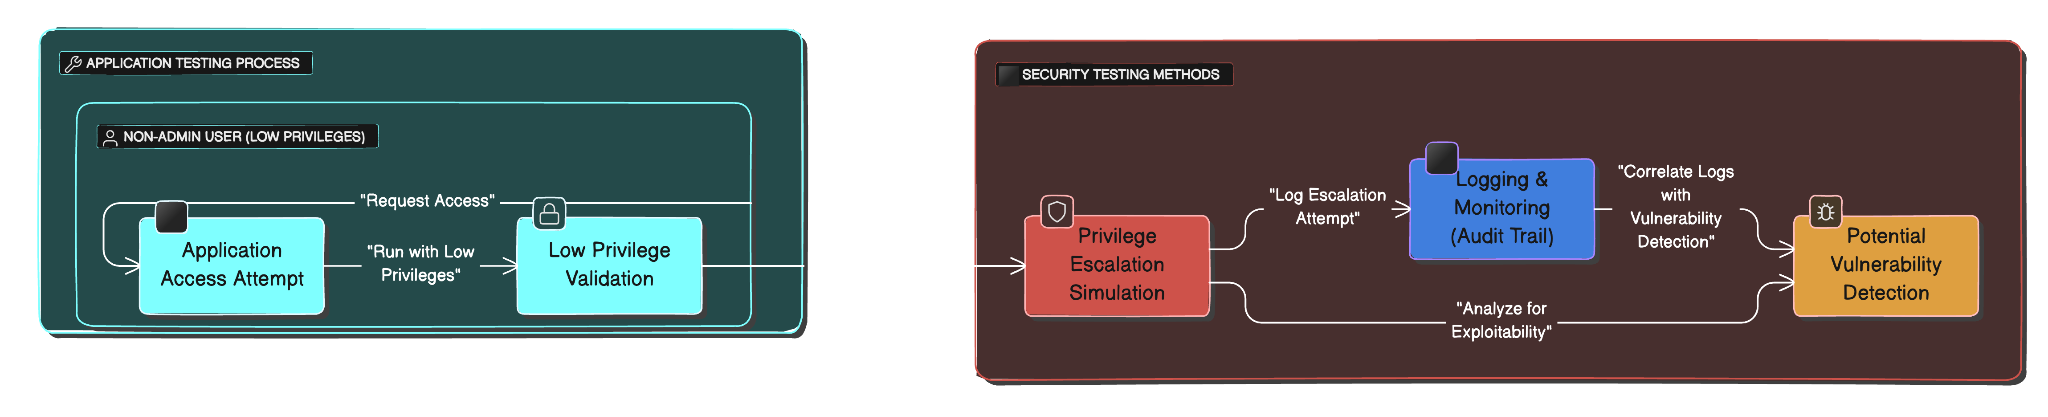 APPLICATION TESTING PROCESS
NON-ADMIN USER (LOW PRIVILEGES)
"Request Access"
Application
Access Attempt
"Run with Low
Privileges"
Low Privilege
Validation
SECURITY TESTING METHODS
Privilege
Escalation
Simulation
"Log Escalation
Attempt"
Logging &
Monitoring
(Audit Trail)
"Correlate Logs
with
Vulnerability
Detection"
"Analyze for
Exploitability"
Potential
Vulnerability
Detection